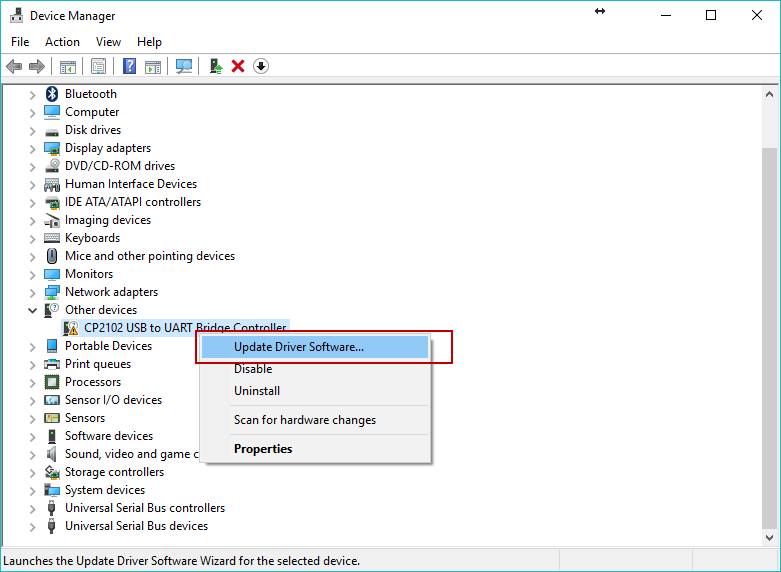 Device Manager
File Action View Help
Bluetooth
Computer
Disk drives
Display adapters
DVD/CD-ROM drives
Human Interface Devices
IDE ATA/ATAPI controllers
Imaging devices
Keyboards
Mice and other pointing devices
Monitors
Network adapters
Other devices
CP2102 USB to UART Bridge Controller
Update Driver Software...
Disable
Uninstall
Scan for hardware changes
Properties
Portable Devices
Print queues
Processors
Sensor I/O devices
Sensors
Software devices
Sound, video and game c
Storage controllers
System devices
Universal Serial Bus controllers
Universal Serial Bus devices
Launches the Update Driver Software Wizard for the selected device.